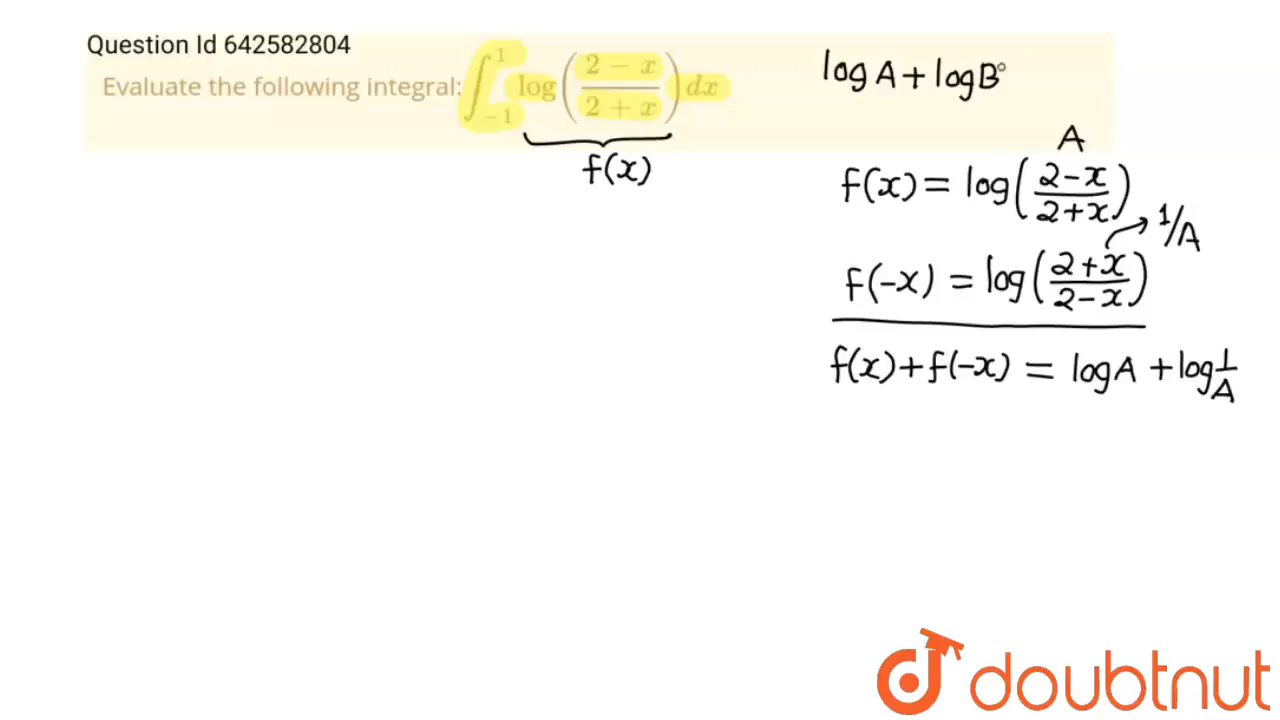 Question Id 642582804
Evaluate the following integral: ∫_{-1}^{1} log((2 − x)/(2 + x)) dx
f(x)
log A + log B°
A
f(x) = log((2-x)/(2+x))
1/A
f(-x) = log((2+x)/(2-x))
f(x) + f(-x) = log A + log 1/A
doubtnut